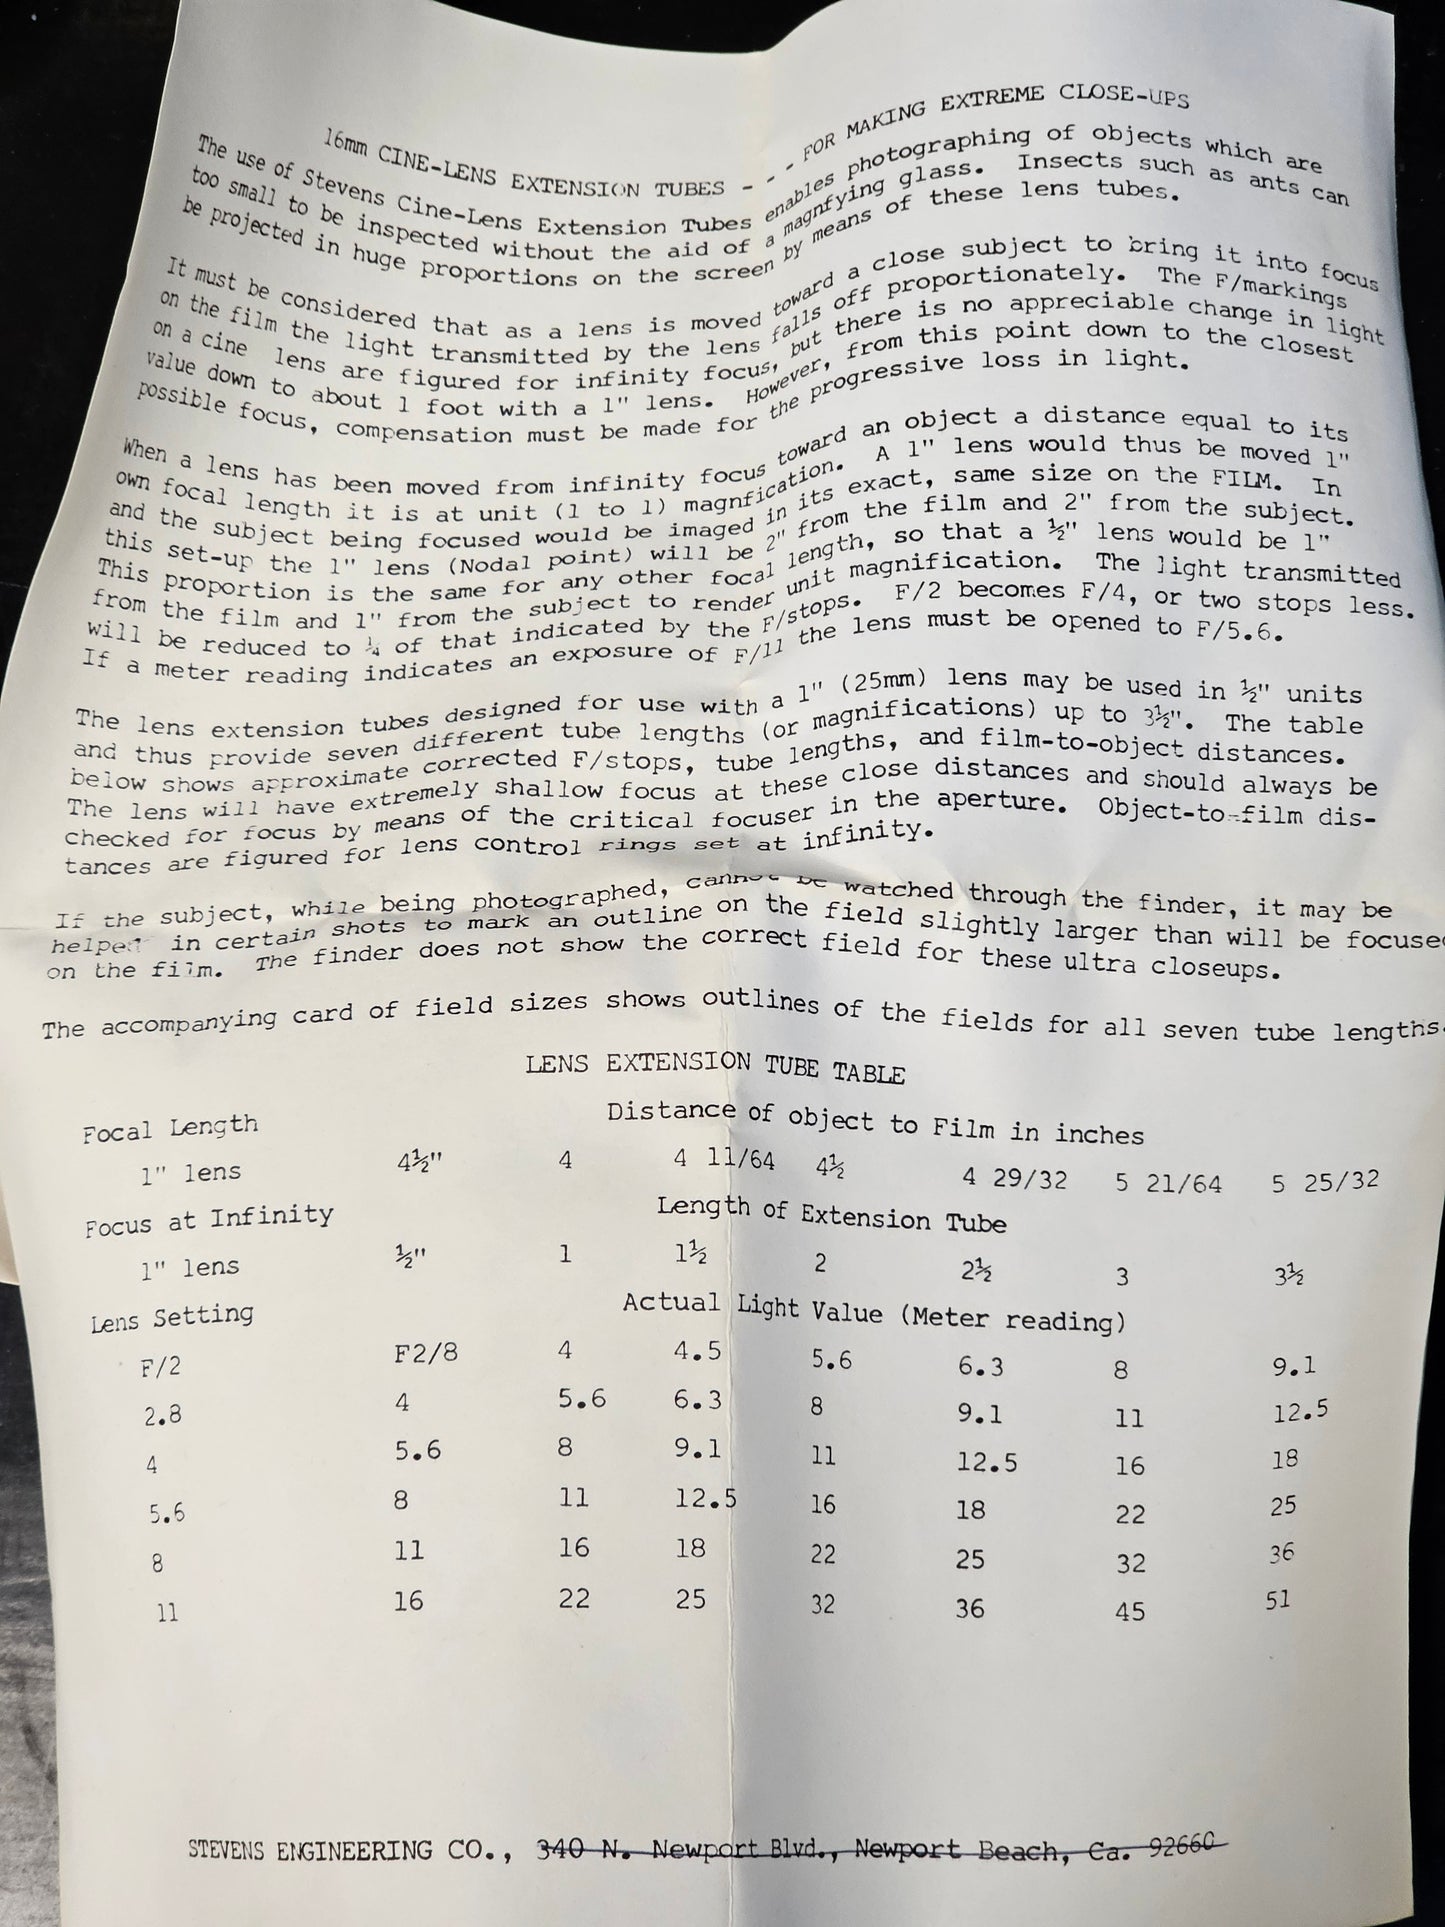 16mm CINE-LENS EXTENSION TUBES - - - FOR MAKING EXTREME CLOSE-UPS
The use of Stevens Cine-Lens Extension Tubes enables photographing of objects which are
too small to be inspected without the aid of a magnfying glass. Insects such as ants can
be projected in huge proportions on the screen by means of these lens tubes.
It must be considered that as a lens is moved toward a close subject to bring it into focus
on the film the light transmitted by the lens falls off proportionately. The F/markings
on a cine lens are figured for infinity focus, but there is no appreciable change in light
value down to about 1 foot with a 1" lens. However, from this point down to the closest
possible focus, compensation must be made for the progressive loss in light.
When a lens has been moved from infinity focus toward an object a distance equal to its
own focal length it is at unit (1 to 1) magnfication. A 1" lens would thus be moved 1"
and the subject being focused would be imaged in its exact, same size on the FILM. In
this set-up the 1" lens (Nodal point) will be 2" from the film and 2" from the subject.
This proportion is the same for any other focal length, so that a ½" lens would be 1"
from the film and 1" from the subject to render unit magnification. The light transmitted
will be reduced to ¼ of that indicated by the F/stops. F/2 becomes F/4, or two stops less.
If a meter reading indicates an exposure of F/11 the lens must be opened to F/5.6.
The lens extension tubes designed for use with a 1" (25mm) lens may be used in ½" units
and thus provide seven different tube lengths (or magnifications) up to 3½". The table
below shows approximate corrected F/stops, tube lengths, and film-to-object distances.
The lens will have extremely shallow focus at these close distances and should always be
checked for focus by means of the critical focuser in the aperture. Object-to-film dis-
tances are figured for lens control rings set at infinity.
If the subject, while being photographed, cannot be watched through the finder, it may be
helped in certain shots to mark an outline on the field slightly larger than will be focused
on the film. The finder does not show the correct field for these ultra closeups.
The accompanying card of field sizes shows outlines of the fields for all seven tube lengths.
LENS EXTENSION TUBE TABLE
Focal Length Distance of object to Film in inches
1" lens 4½" 4 4 11/64 4½ 4 29/32 5 21/64 5 25/32
Focus at Infinity Length of Extension Tube
1" lens ½" 1 1½ 2 2½ 3 3½
Lens Setting Actual Light Value (Meter reading)
F/2 F2/8 4 4.5 5.6 6.3 8 9.1
2.8 4 5.6 6.3 8 9.1 11 12.5
4 5.6 8 9.1 11 12.5 16 18
5.6 8 11 12.5 16 18 22 25
8 11 16 18 22 25 32 36
11 16 22 25 32 36 45 51
STEVENS ENGINEERING CO., 340 N. Newport Blvd., Newport Beach, Ca. 92660